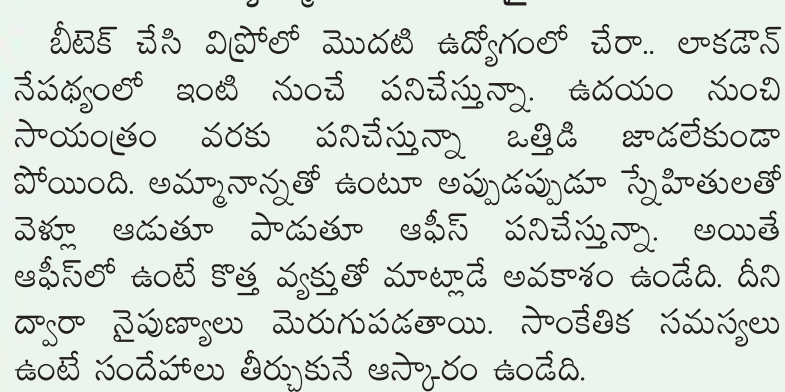 బీటెక్ చేసి విప్రోలో మొదటి ఉద్యోగంలో చేరా.. లాకడౌన్
నేపథ్యంలో ఇంటి నుంచే పనిచేస్తున్నా. ఉదయం నుంచి
సాయంత్రం వరకు పనిచేస్తున్నా ఒత్తిడి జాడలేకుండా
పోయింది. అమ్మానాన్నతో ఉంటూ అప్పుడప్పుడూ స్నేహితులతో
వెళ్లూ ఆడుతూ పాడుతూ ఆఫీస్ పనిచేస్తున్నా. అయితే
ఆఫీస్‌లో ఉంటే కొత్త వ్యక్తుతో మాట్లాడే అవకాశం ఉండేది. దీని
ద్వారా నైపుణ్యాలు మెరుగుపడతాయి. సాంకేతిక సమస్యలు
ఉంటే సందేహాలు తీర్చుకునే ఆస్కారం ఉండేది.